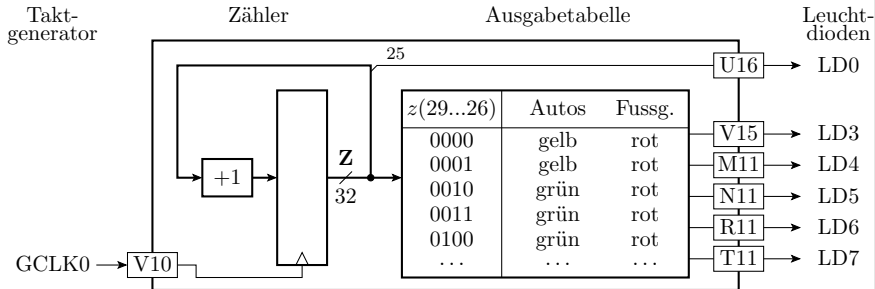 Takt-
generator
Zähler
Ausgabetabelle
Leucht-
dioden
25
U16 LD0
z(29...26) Autos Fussg.
0000 gelb rot
0001 gelb rot
0010 grün rot
0011 grün rot
0100 grün rot
... ... ...
+1
Z
32
V15 LD3
M11 LD4
N11 LD5
R11 LD6
T11 LD7
GCLK0 V10